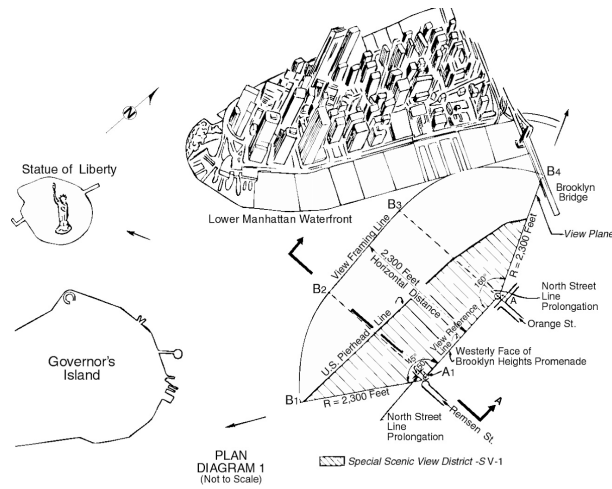 N
Statue of Liberty
Lower Manhattan Waterfront
B4
Brooklyn
Bridge
View Plane
B3
View Framing Line
2,300 Feet
Horizontal Distance
R = 2,300 Feet
160°
A
North Street
Line
Prolongation
Orange St.
B2
U.S. Pierhead Line
View Reference
Line
45°
Westerly Face of
Brooklyn Heights Promenade
A1
Governor's
Island
B1
R = 2,300 Feet
A
Remsen St.
North Street
Line
Prolongation
PLAN
DIAGRAM 1
(Not to Scale)
Special Scenic View District -S V-1